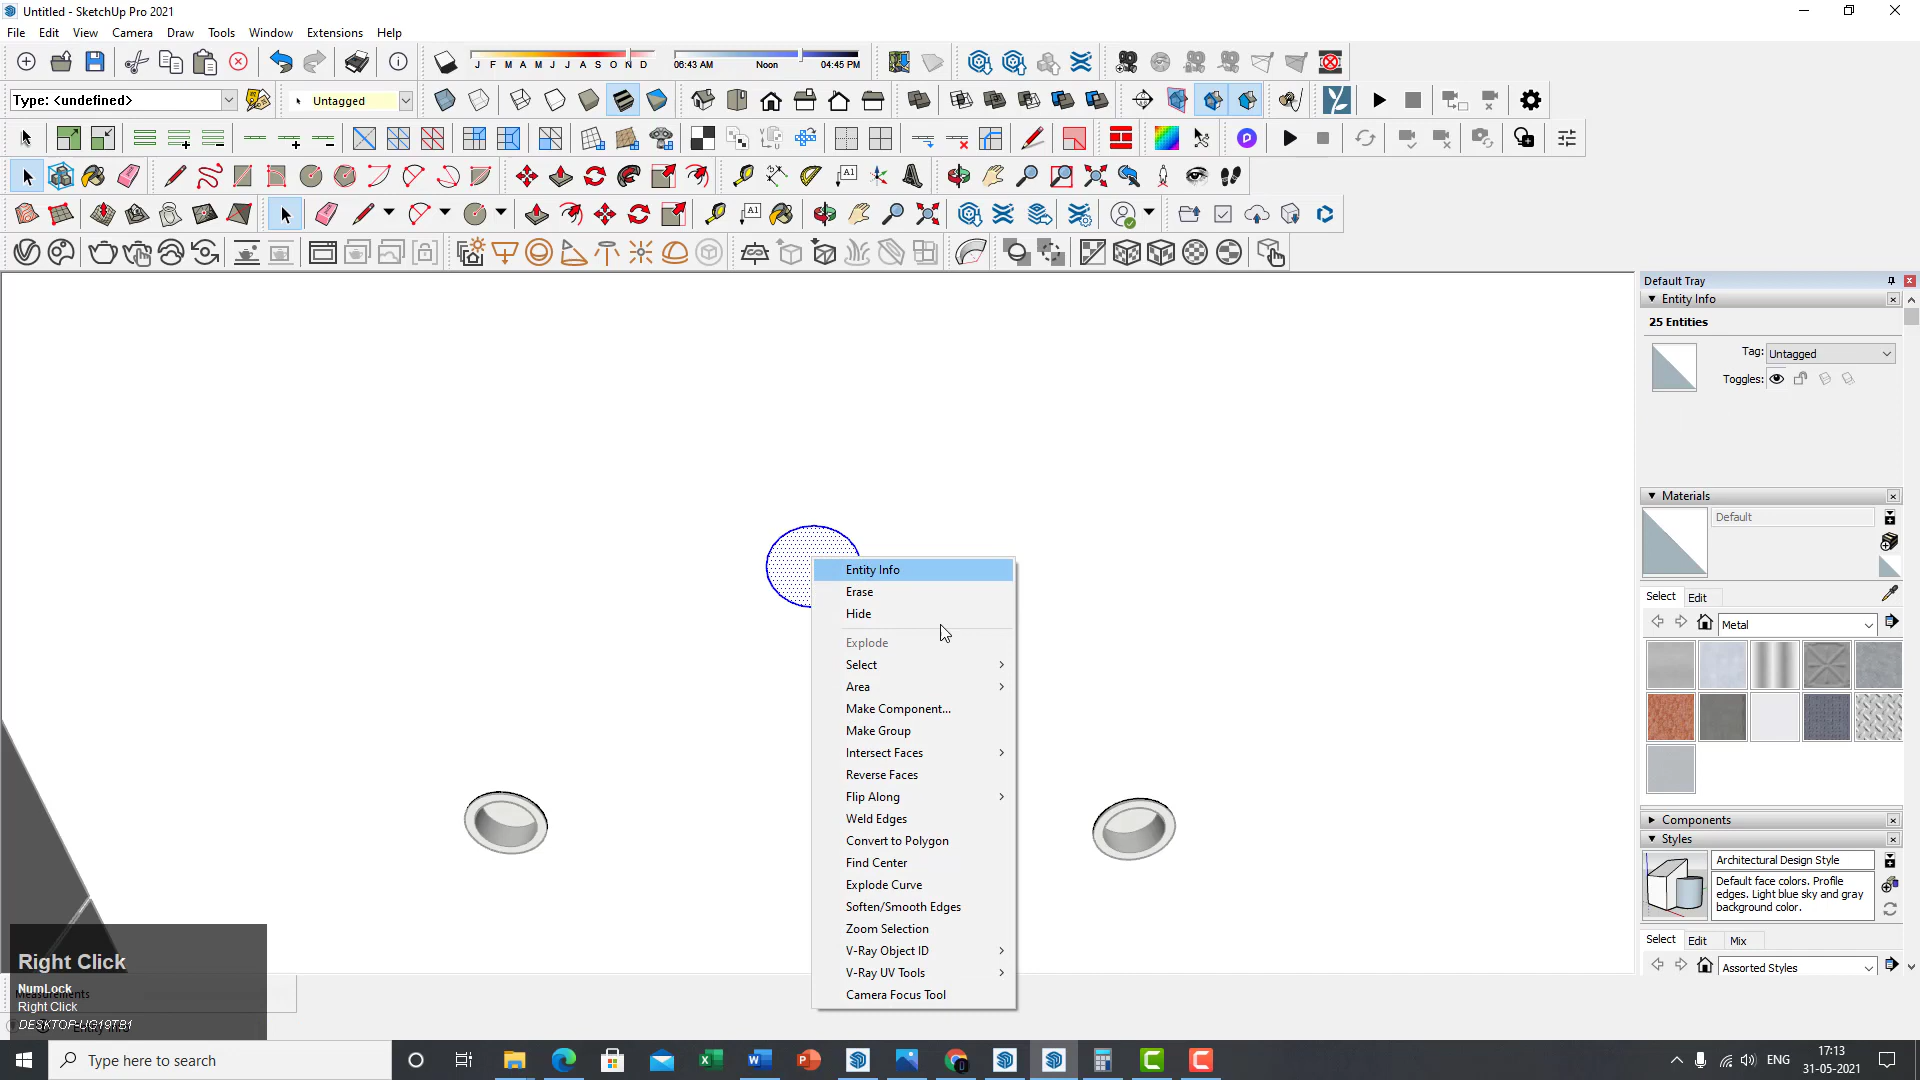 Untitled - SketchUp Pro 2021
File Edit View Camera Draw Tools Window Extensions Help
J F M A M J J A S O N D 06:43 AM Noon 04:45 PM
Type: <undefined> Untagged
Default Tray
Entity Info
25 Entities
Tag: Untagged
Toggles:
Materials
Default
Select Edit
Metal
Components
Styles
Architectural Design Style
Default face colors. Profile
edges. Light blue sky and gray
background color.
Select Edit Mix
Assorted Styles
Entity Info
Erase
Hide
Explode
Select
Area
Make Component...
Make Group
Intersect Faces
Reverse Faces
Flip Along
Weld Edges
Convert to Polygon
Find Center
Explode Curve
Soften/Smooth Edges
Zoom Selection
V-Ray Object ID
V-Ray UV Tools
Camera Focus Tool
Right Click
NumLock
Measurements
Right Click
DESKTOP-UG19TB1
Type here to search
ENG
17:13
31-05-2021